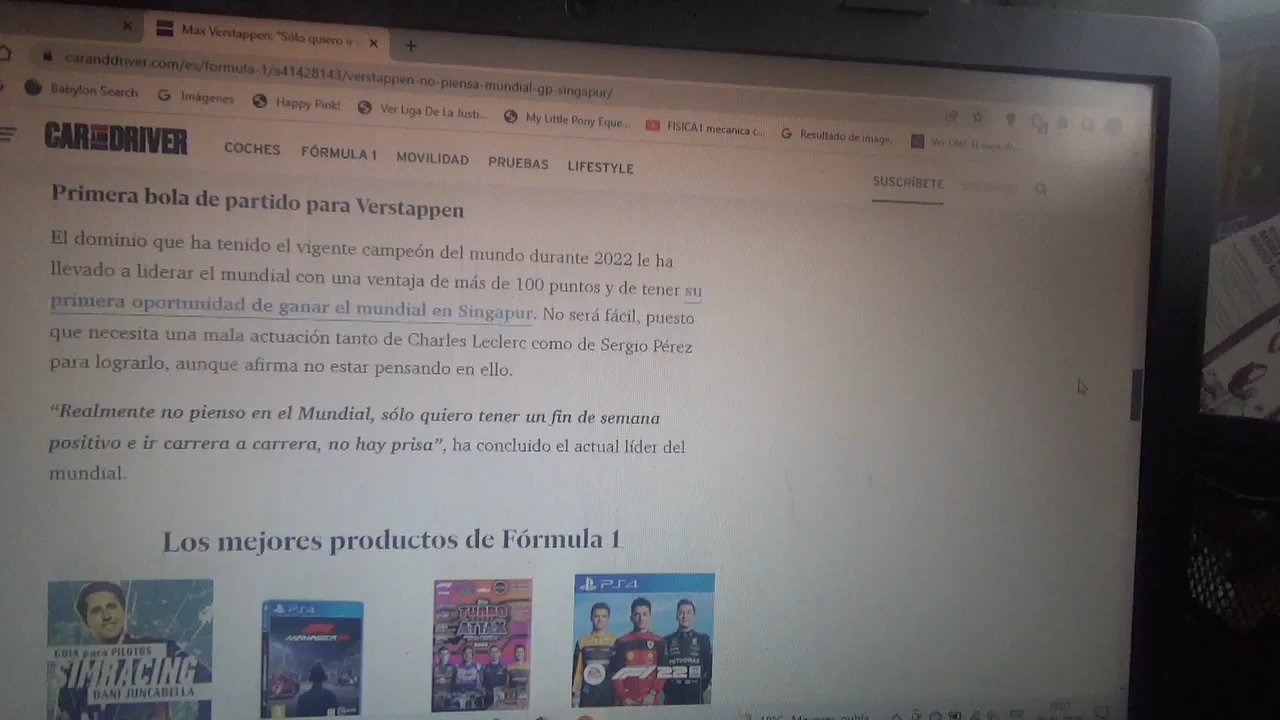 Max Verstappen: "Sólo quiero ir
caranddriver.com/es/formula-1/a41428143/verstappen-no-piensa-mundial-gp-singapur/
Babylon Search Imágenes Happy Pink! Ver Liga De La Justi... My Little Pony Eque... FISICA1 mecanica c... Resultado de image...
CAR AND DRIVER COCHES FÓRMULA 1 MOVILIDAD PRUEBAS LIFESTYLE SUSCRÍBETE
Primera bola de partido para Verstappen
El dominio que ha tenido el vigente campeón del mundo durante 2022 le ha
llevado a liderar el mundial con una ventaja de más de 100 puntos y de tener su
primera oportunidad de ganar el mundial en Singapur. No será fácil, puesto
que necesita una mala actuación tanto de Charles Leclerc como de Sergio Pérez
para lograrlo, aunque afirma no estar pensando en ello.
“Realmente no pienso en el Mundial, sólo quiero tener un fin de semana
positivo e ir carrera a carrera, no hay prisa”, ha concluido el actual líder del
mundial.
Los mejores productos de Fórmula 1
GUIA para PILOTOS
SIMRACING
DANI JUNCADELLA
PS4
MANAGER
TURBO
ATTAX
PS4
PETRONAS
F1 22